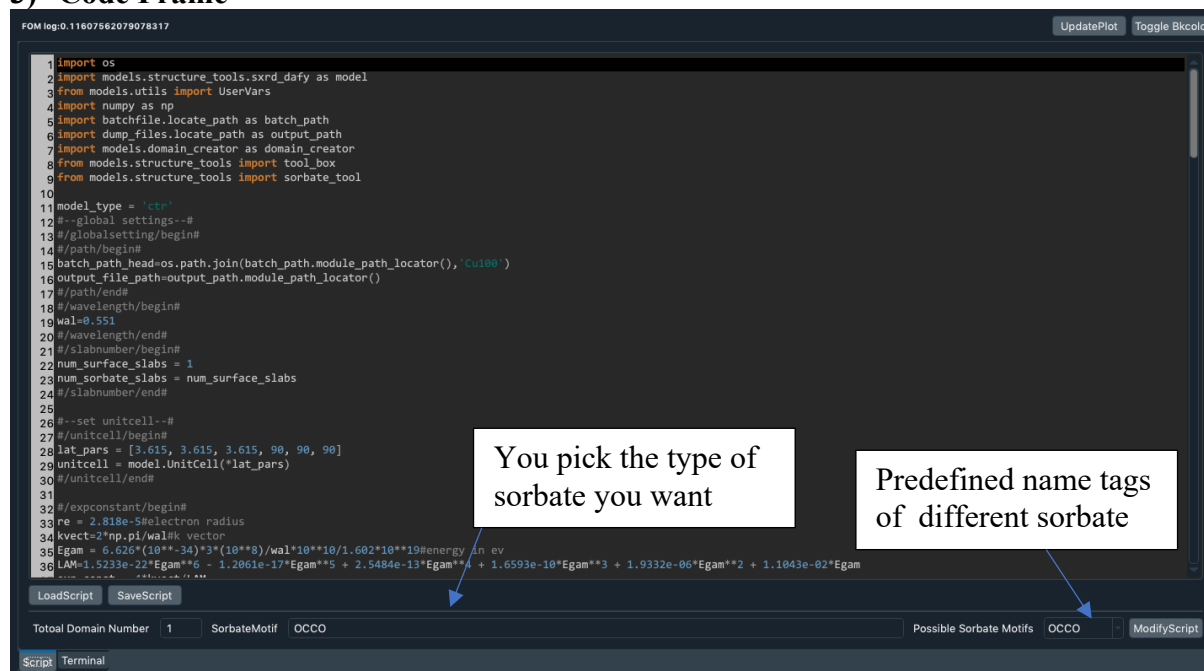 3) Code Frame
FOM log:0.11607562079078317
UpdatePlot Toggle Bkcolo
1 import os
2 import models.structure_tools.sxrd_dafy as model
3 from models.utils import UserVars
4 import numpy as np
5 import batchfile.locate_path as batch_path
6 import dump_files.locate_path as output_path
7 import models.domain_creator as domain_creator
8 from models.structure_tools import tool_box
9 from models.structure_tools import sorbate_tool
10
11 model_type = 'ctr'
12 #--global settings--#
13 #/globalsetting/begin#
14 #/path/begin#
15 batch_path_head=os.path.join(batch_path.module_path_locator(),'Cu100')
16 output_file_path=output_path.module_path_locator()
17 #/path/end#
18 #/wavelength/begin#
19 wal=0.551
20 #/wavelength/end#
21 #/slabnumber/begin#
22 num_surface_slabs = 1
23 num_sorbate_slabs = num_surface_slabs
24 #/slabnumber/end#
25
26 #--set unitcell--#
27 #/unitcell/begin#
28 lat_pars = [3.615, 3.615, 3.615, 90, 90, 90]
29 unitcell = model.UnitCell(*lat_pars)
30 #/unitcell/end#
31
32 #/expconstant/begin#
33 re = 2.818e-5#electron radius
34 kvect=2*np.pi/wal#k vector
35 Egam = 6.626*(10**-34)*3*(10**8)/wal*10**10/1.602*10**19#energy in ev
36 LAM=1.5233e-22*Egam**6 - 1.2061e-17*Egam**5 + 2.5484e-13*Egam**4 + 1.6593e-10*Egam**3 + 1.9332e-06*Egam**2 + 1.1043e-02*Egam
You pick the type of
sorbate you want
Predefined name tags
of different sorbate
LoadScript SaveScript
Totoal Domain Number 1 SorbateMotif OCCO Possible Sorbate Motifs OCCO ModifyScript
Script Terminal